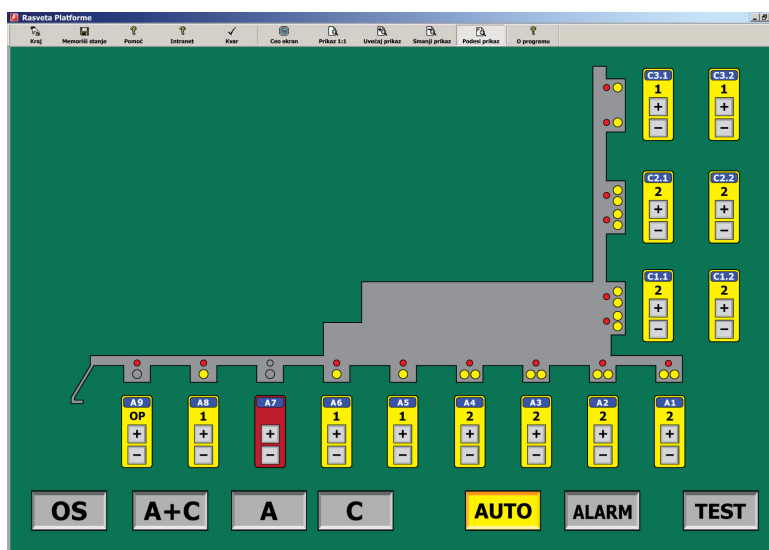 Rasveta Platforme
Kraj Memoriši stanje Pomoć Intranet Kvar Ceo ekran Prikaz 1:1 Uvećaj prikaz Smanji prikaz Podesi prikaz O programu
C3.1 C3.2
1 1
+ +
− −
C2.1 C2.2
2 2
+ +
− −
C1.1 C1.2
2 2
+ +
− −
A9 A8 A7 A6 A5 A4 A3 A2 A1
OP 1 1 1 2 2 2 2
+ + + + + + + + +
− − − − − − − − −
OS A+C A C AUTO ALARM TEST